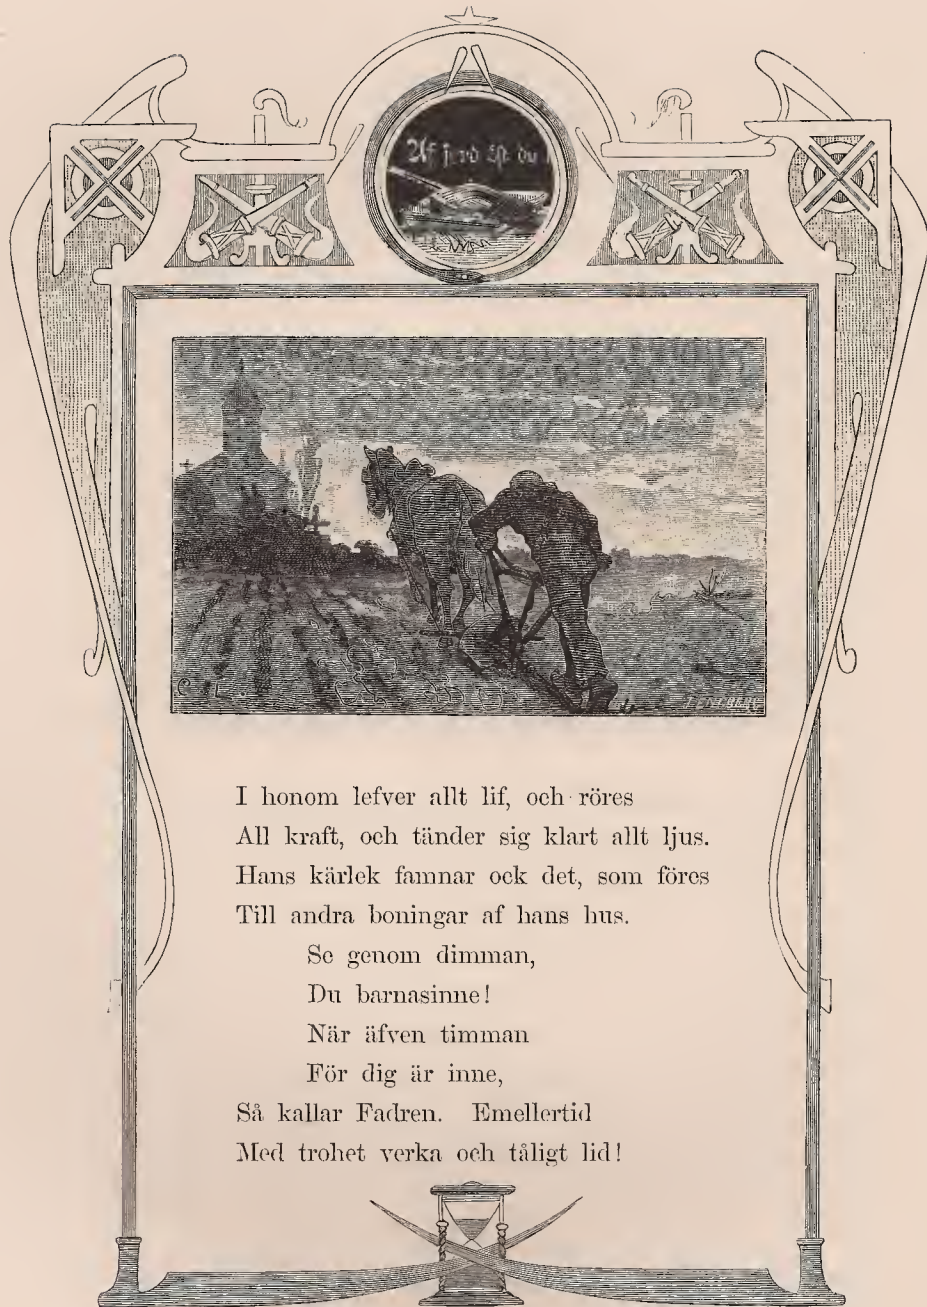 Af jord äst du
C. L.
I honom lefver allt lif, och röres
All kraft, och tänder sig klart allt ljus.
Hans kärlek famnar ock det, som föres
Till andra boningar af hans hus.
Se genom dimman,
Du barnasinne!
När äfven timman
För dig är inne,
Så kallar Fadren. Emellertid
Med trohet verka och tåligt lid!